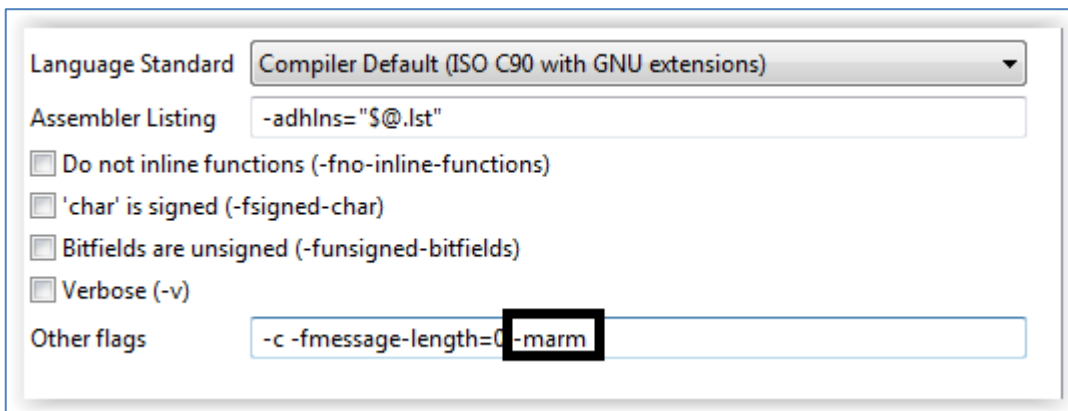 Language Standard Compiler Default (ISO C90 with GNU extensions)
Assembler Listing -adhlns="$@.lst"
Do not inline functions (-fno-inline-functions)
'char' is signed (-fsigned-char)
Bitfields are unsigned (-funsigned-bitfields)
Verbose (-v)
Other flags -c -fmessage-length=0 -marm